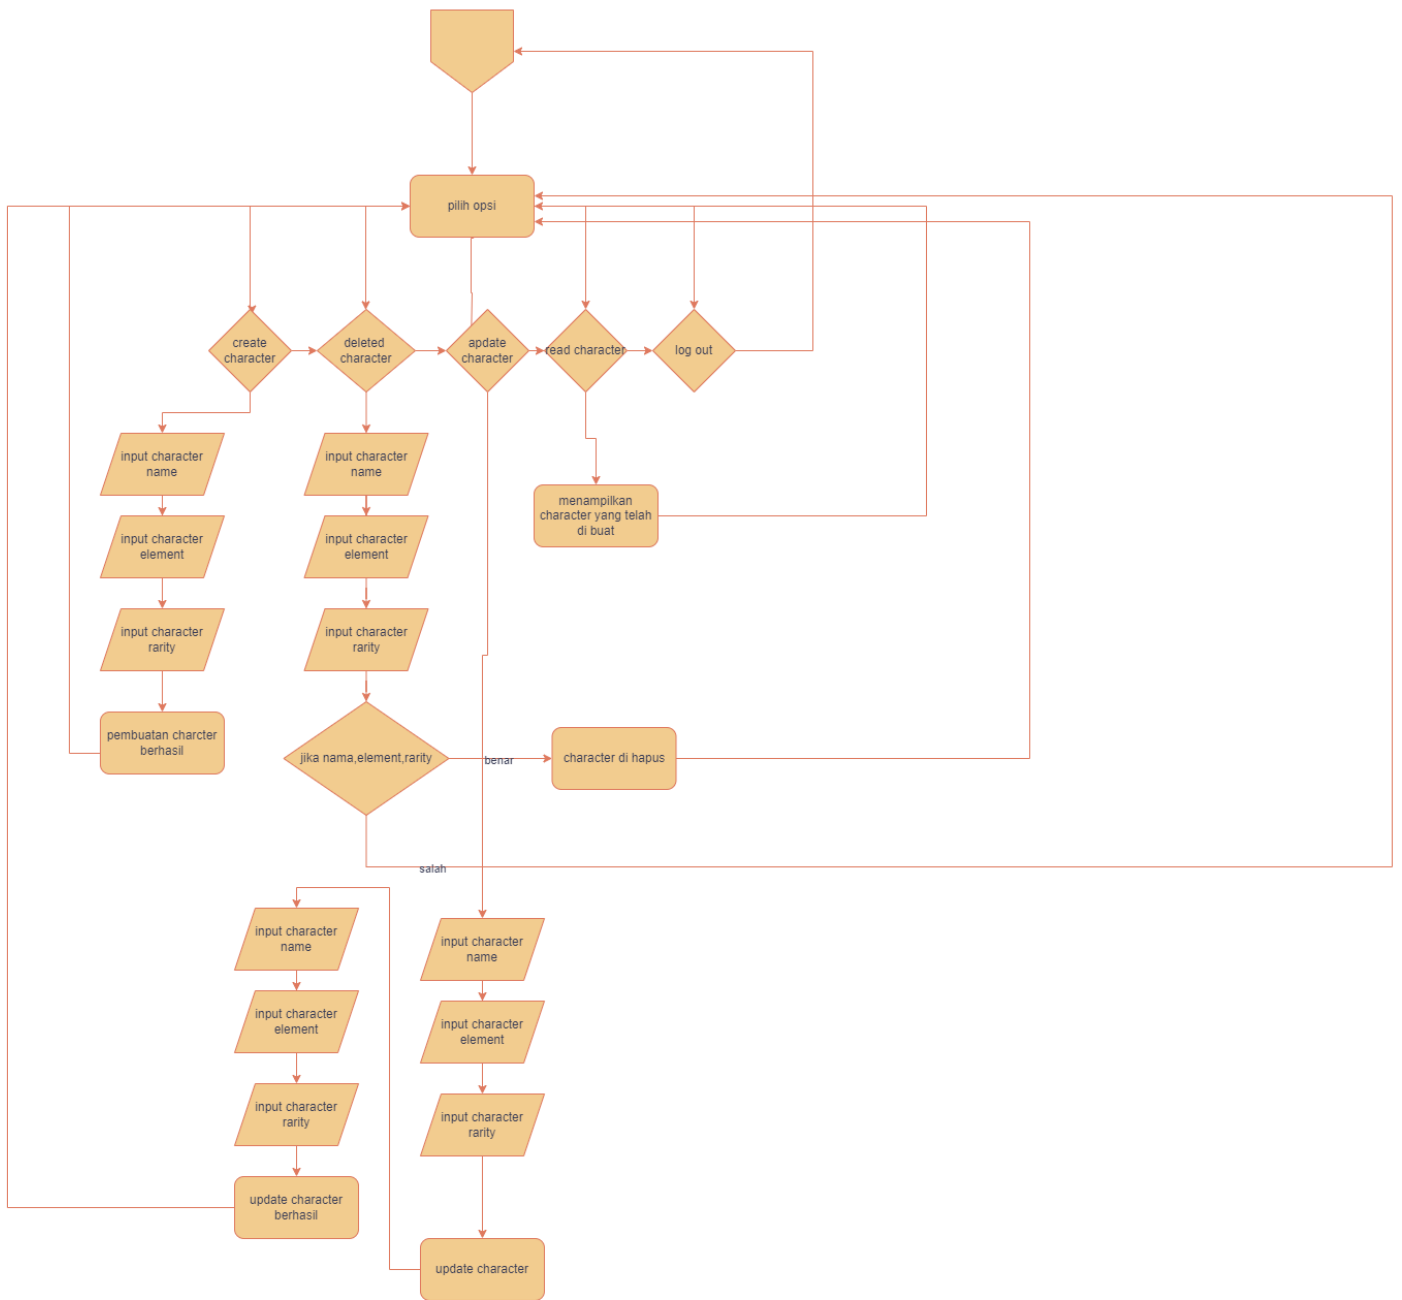 pilih opsi
create
character
deleted
character
apdate
character
read character
log out
input character
name
input character
name
menampilkan
character yang telah
di buat
input character
element
input character
element
input character
rarity
input character
rarity
pembuatan charcter
berhasil
jika nama,element,rarity
benar
character di hapus
salah
input character
name
input character
name
input character
element
input character
element
input character
rarity
input character
rarity
update character
berhasil
update character